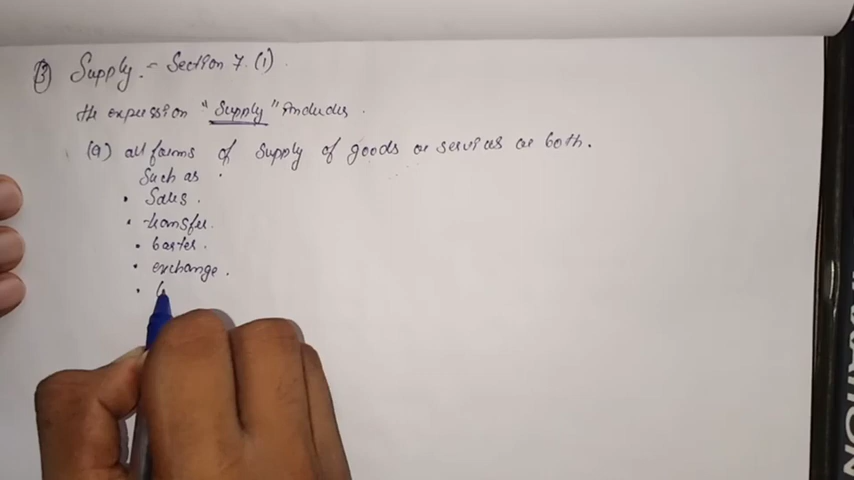 (B) Supply. - Section 7. (1).
the expression "Supply" includes.
(a) all forms of supply of goods or services or both.
Such as.
• Sales.
• transfer.
• barter.
• exchange.
•